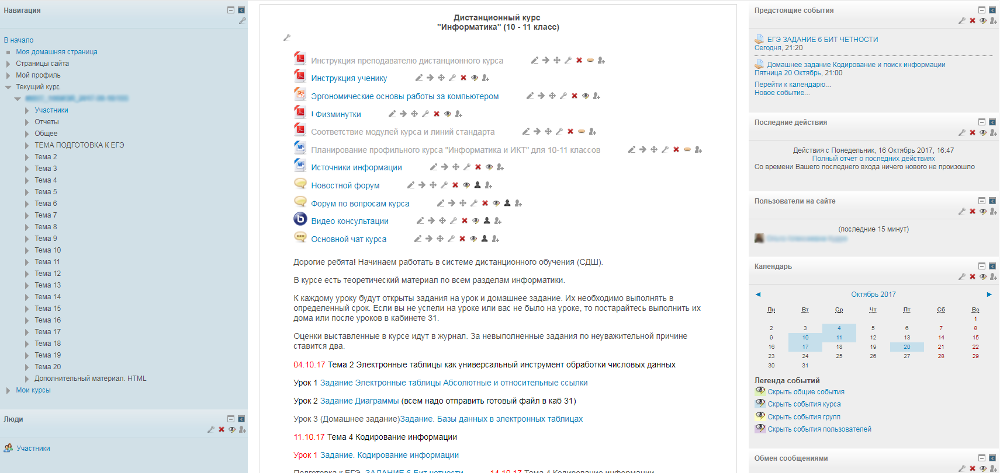 Навигация
В начало
Моя домашняя страница
Страницы сайта
Мой профиль
Текущий курс
Участники
Отчеты
Общее
ТЕМА ПОДГОТОВКА К ЕГЭ
Тема 2
Тема 3
Тема 4
Тема 5
Тема 6
Тема 7
Тема 8
Тема 9
Тема 10
Тема 11
Тема 12
Тема 13
Тема 14
Тема 15
Тема 16
Тема 17
Тема 18
Тема 19
Тема 20
Дополнительный материал. HTML
Мои курсы
Люди
Участники
Дистанционный курс
"Информатика" (10 - 11 класс)
Инструкция преподавателю дистанционного курса
Инструкция ученику
Эргономические основы работы за компьютером
! Физминутки
Соответствие модулей курса и линий стандарта
Планирование профильного курса "Информатика и ИКТ" для 10-11 классов
Источники информации
Новостной форум
Форум по вопросам курса
Видео консультации
Основной чат курса
Дорогие ребята! Начинаем работать в системе дистанционного обучения (СДШ).
В курсе есть теоретический материал по всем разделам информатики.
К каждому уроку будут открыты задания на урок и домашнее задание. Их необходимо выполнять в
определенный срок. Если вы не успели на уроке или вас не было на уроке, то постарайтесь выполнить их
дома или после уроков в кабинете 31.
Оценки выставленные в курсе идут в журнал. За невыполненные задания по неуважительной причине
ставится два.
04.10.17 Тема 2 Электронные таблицы как универсальный инструмент обработки числовых данных
Урок 1 Задание Электронные таблицы Абсолютные и относительные ссылки
Урок 2 Задание Диаграммы (всем надо отправить готовый файл в каб 31)
Урок 3 (Домашнее задание)Задание. Базы данных в электронных таблицах
11.10.17 Тема 4 Кодирование информации
Урок 1 Задание. Кодирование информации
Подготовка к ЕГЭ. ЗАДАНИЕ 6 Бит четности 14.10.17 Тема 4 Кодирование информации
Предстоящие события
ЕГЭ ЗАДАНИЕ 6 БИТ ЧЕТНОСТИ
Сегодня, 21:20
Домашнее задание Кодирование и поиск информации
Пятница 20 Октябрь, 21:00
Перейти к календарю...
Новое событие...
Последние действия
Действия с Понедельник, 16 Октябрь 2017, 16:47
Полный отчет о последних действиях
Со времени Вашего последнего входа ничего нового не произошло
Пользователи на сайте
(последние 15 минут)
Календарь
Октябрь 2017
Пн Вт Ср Чт Пт Сб Вс
1
2 3 4 5 6 7 8
9 10 11 12 13 14 15
16 17 18 19 20 21 22
23 24 25 26 27 28 29
30 31
Легенда событий
Скрыть общие события
Скрыть события курса
Скрыть события групп
Скрыть события пользователей
Обмен сообщениями